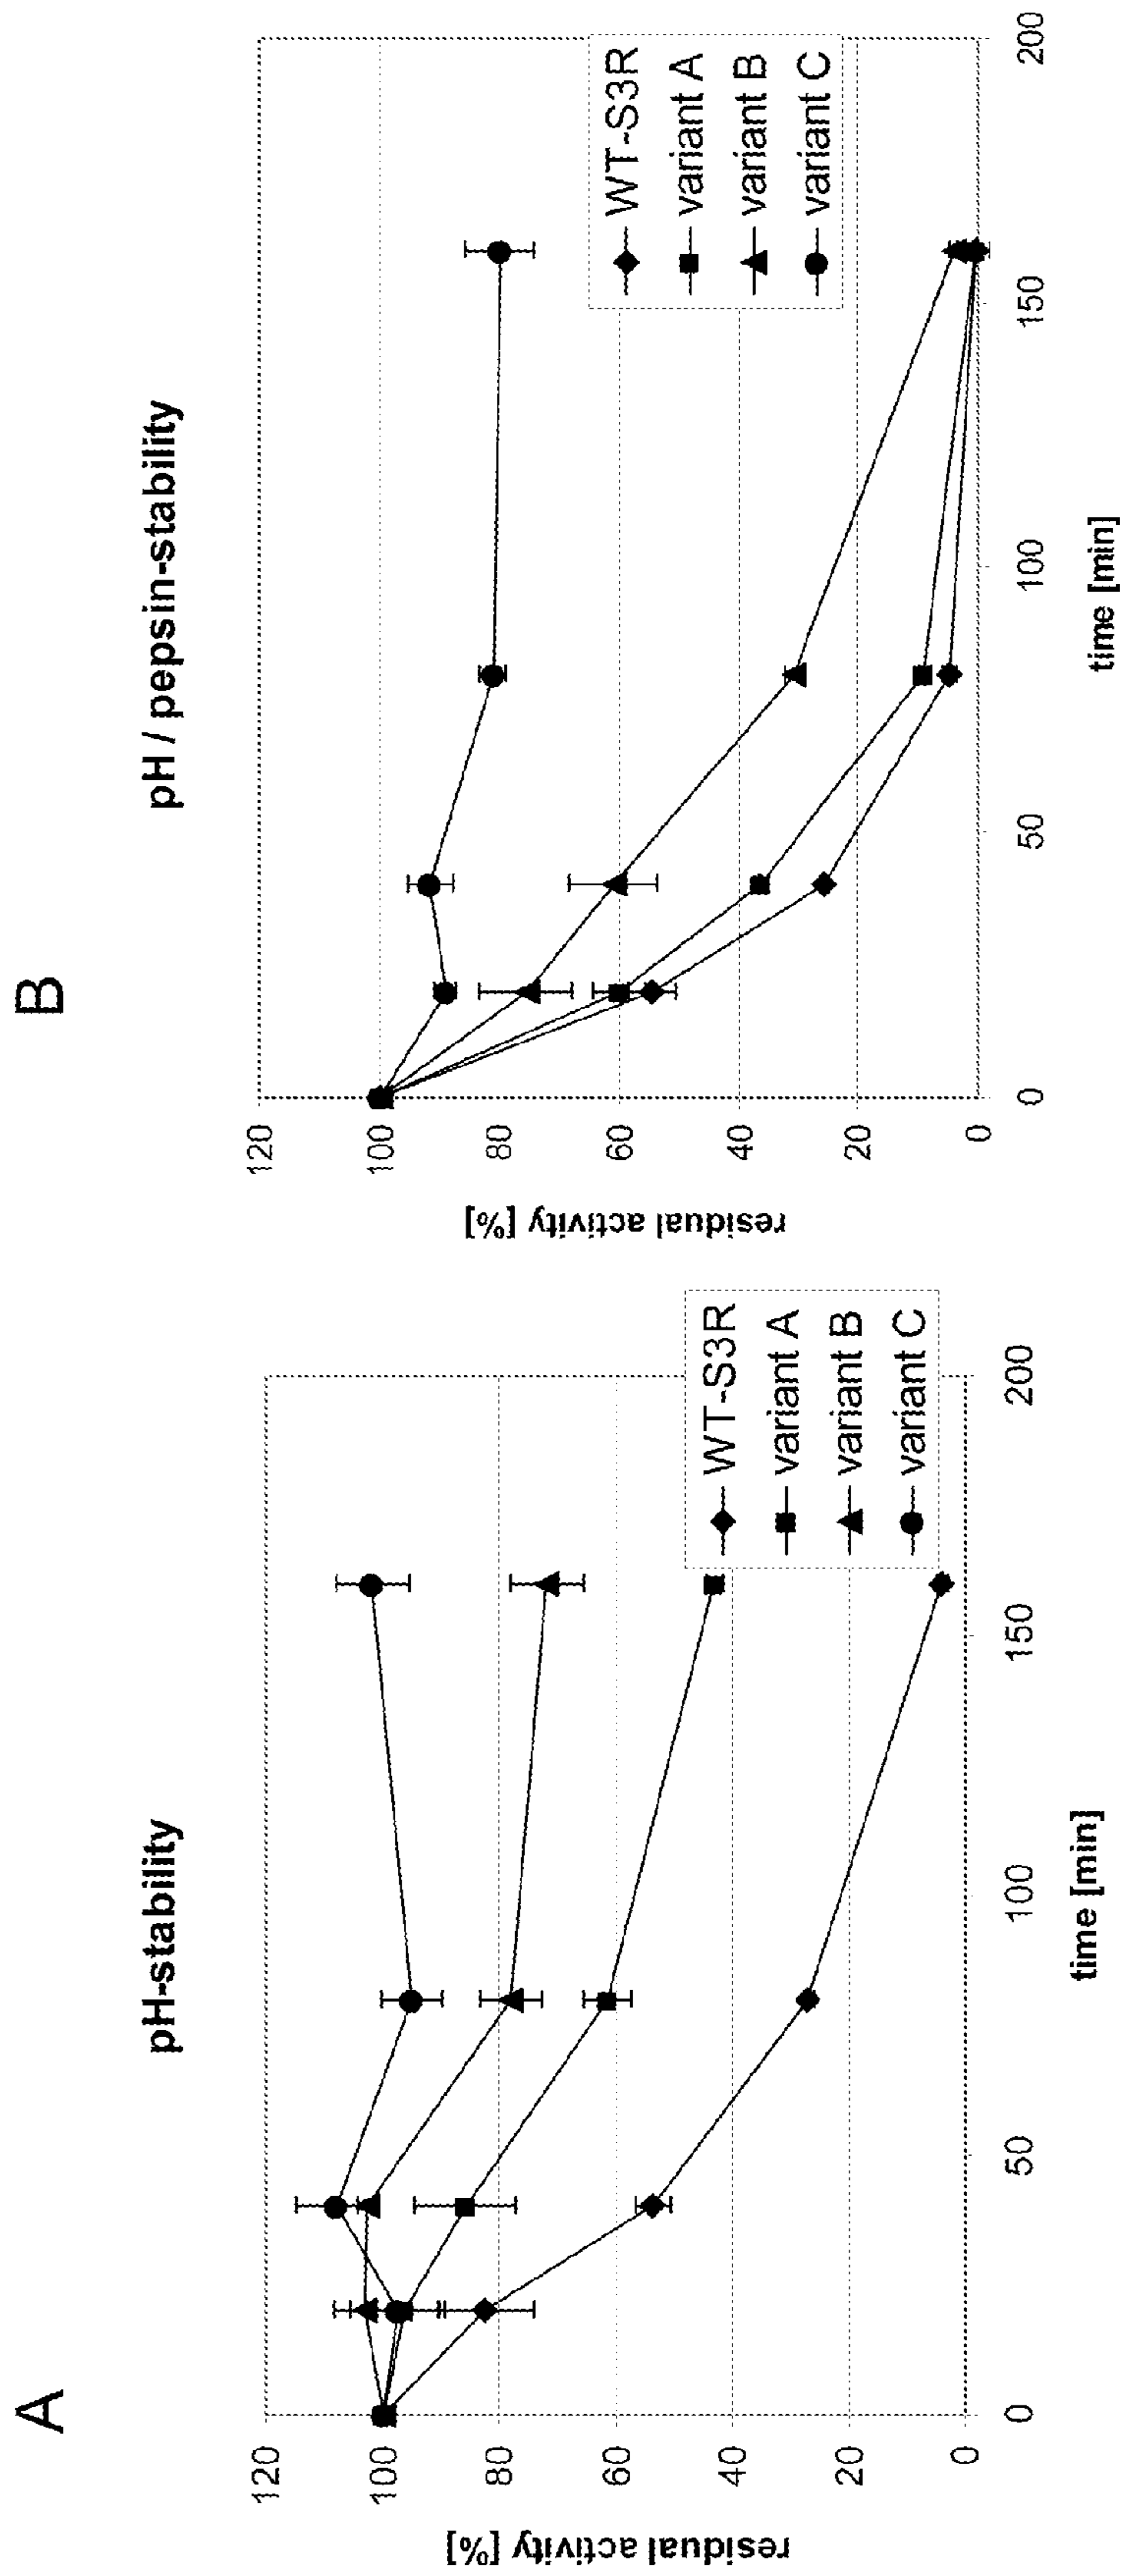 A
pH-stability
residual activity [%]
120
100
80
60
40
20
0
0
50
100
150
200
time [min]
WT-S3R
variant A
variant B
variant C
B
pH / pepsin-stability
residual activity [%]
120
100
80
60
40
20
0
0
50
100
150
200
time [min]
WT-S3R
variant A
variant B
variant C